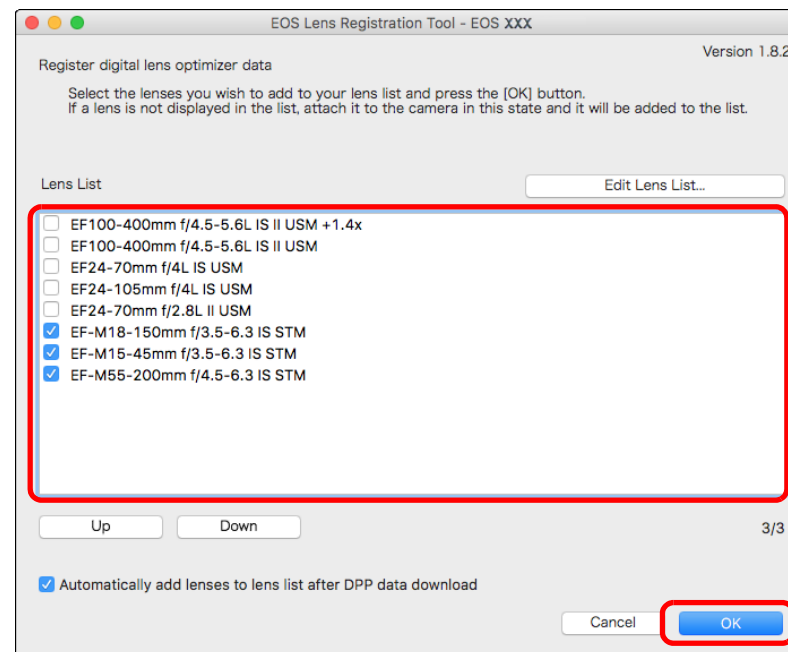 EOS Lens Registration Tool - EOS XXX
Version 1.8.2
Register digital lens optimizer data
Select the lenses you wish to add to your lens list and press the [OK] button.
If a lens is not displayed in the list, attach it to the camera in this state and it will be added to the list.
Lens List
Edit Lens List...
EF100-400mm f/4.5-5.6L IS II USM +1.4x
EF100-400mm f/4.5-5.6L IS II USM
EF24-70mm f/4L IS USM
EF24-105mm f/4L IS USM
EF24-70mm f/2.8L II USM
EF-M18-150mm f/3.5-6.3 IS STM
EF-M15-45mm f/3.5-6.3 IS STM
EF-M55-200mm f/4.5-6.3 IS STM
Up
Down
3/3
Automatically add lenses to lens list after DPP data download
Cancel
OK